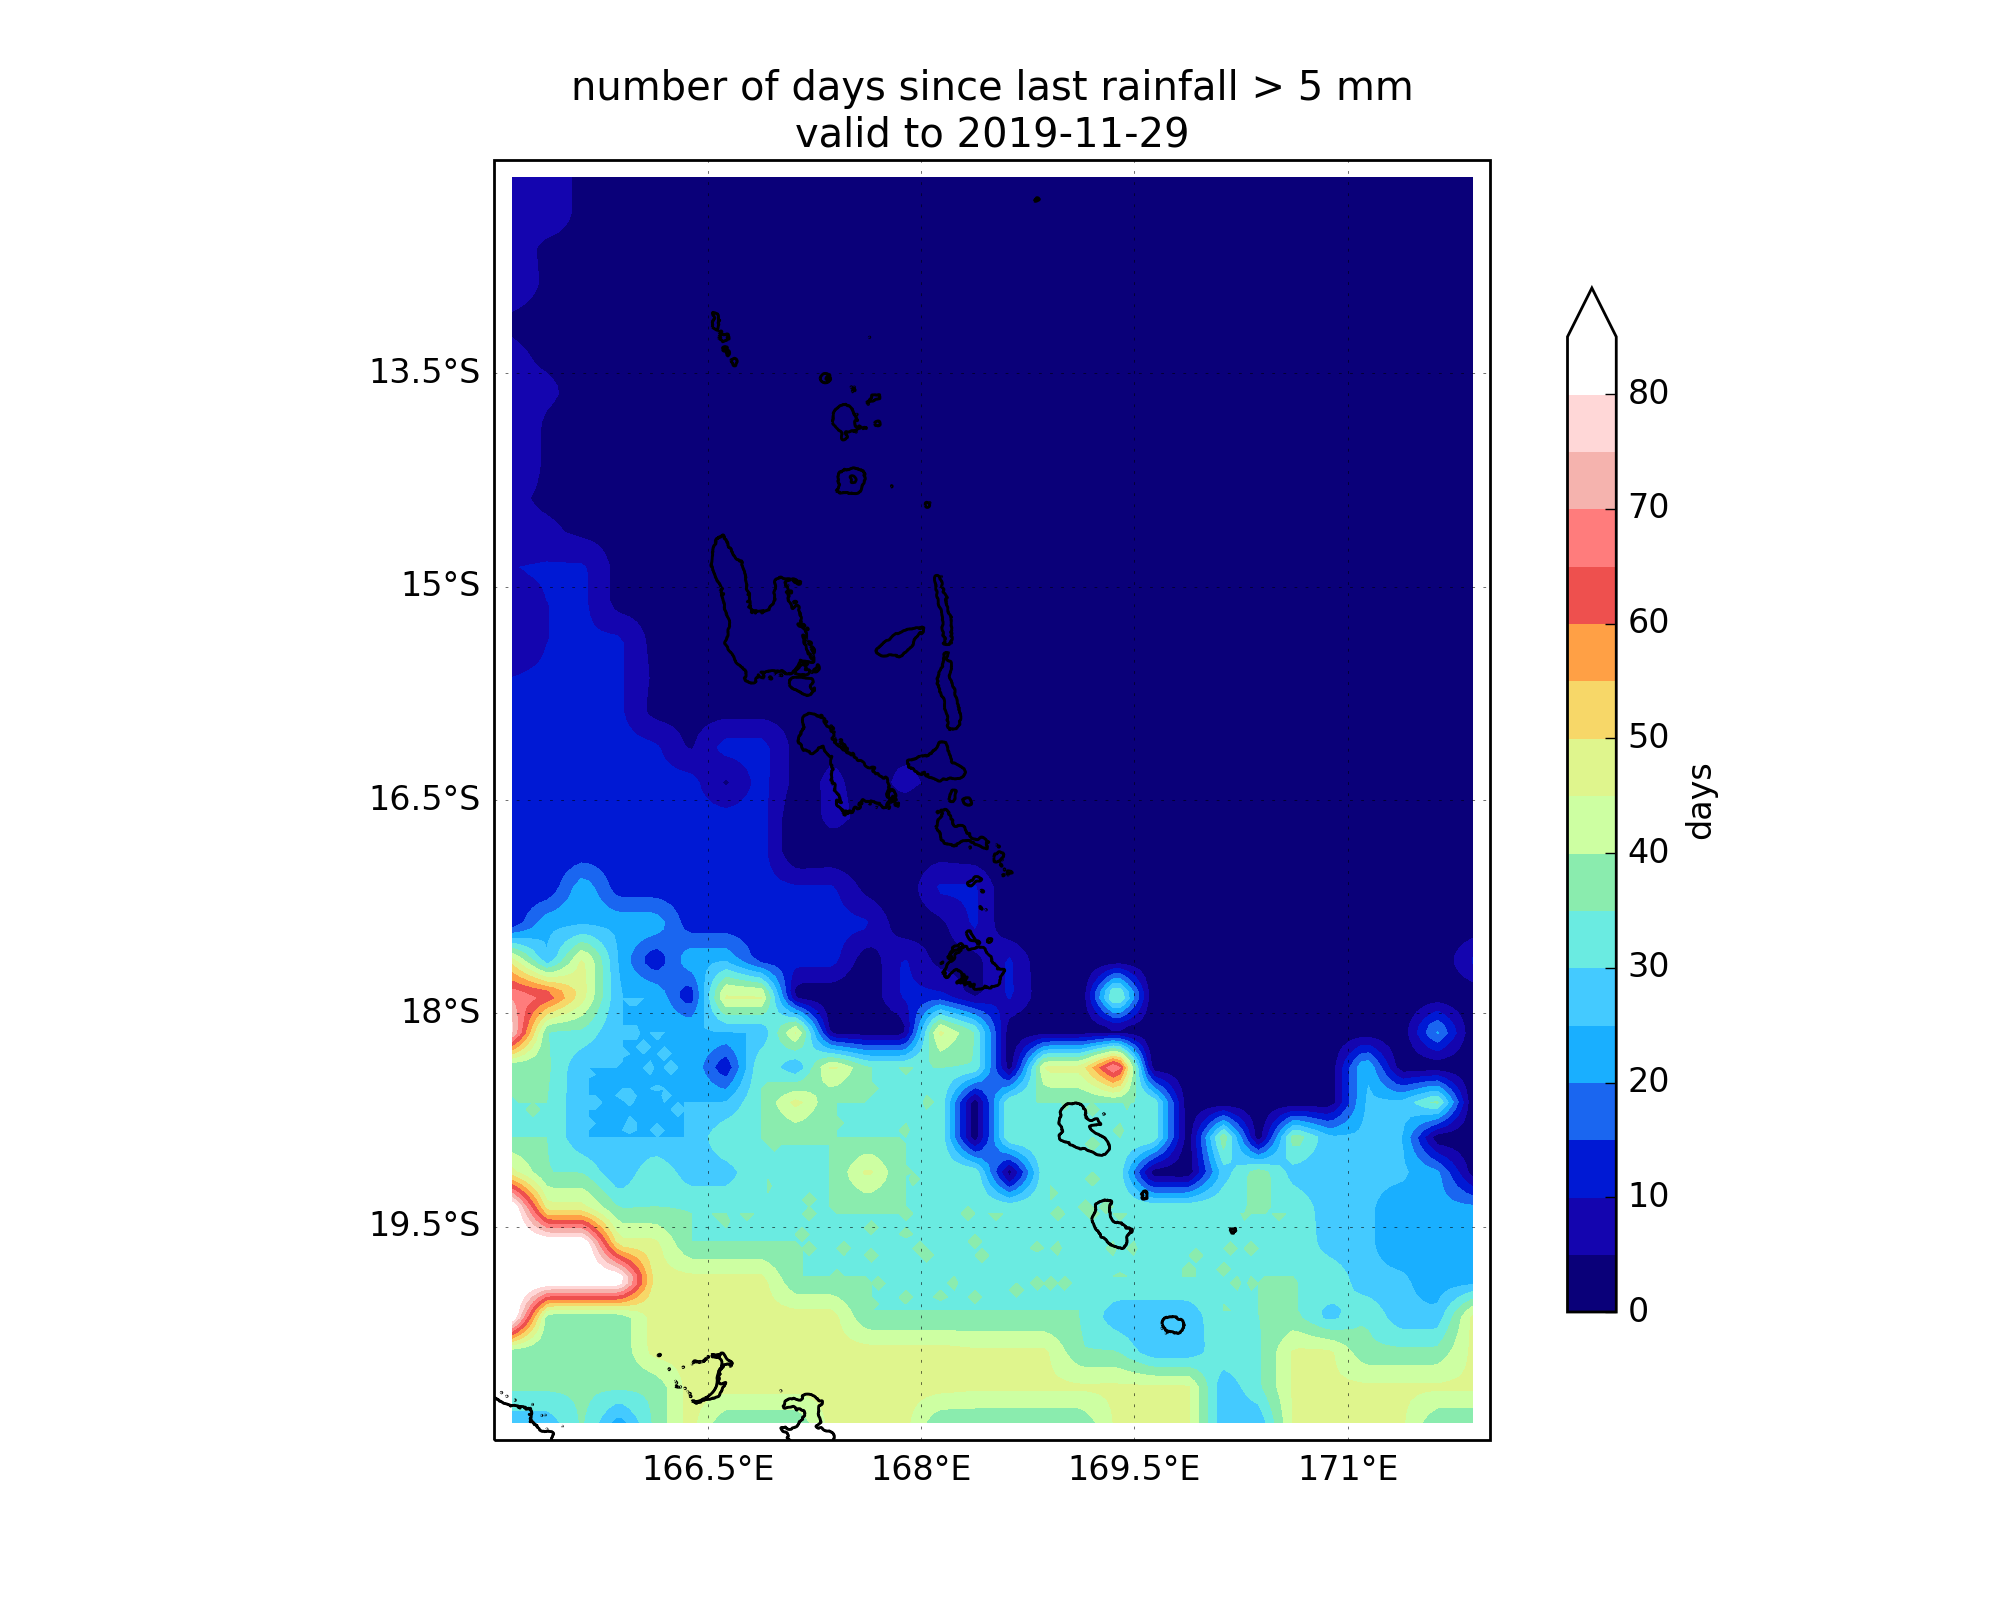 number of days since last rainfall > 5 mm
valid to 2019-11-29
13.5°S
15°S
16.5°S
18°S
19.5°S
166.5°E
168°E
169.5°E
171°E
80
70
60
50
40
30
20
10
0
days